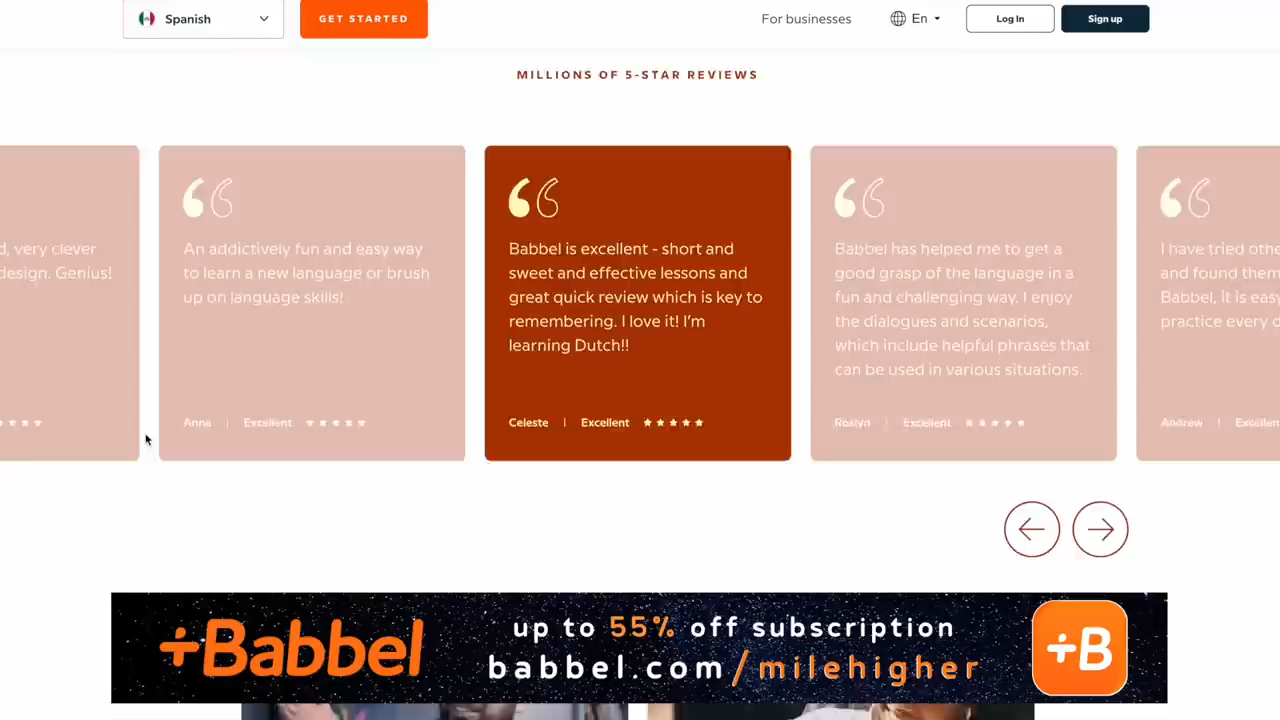 Spanish
GET STARTED
For businesses
En
Log In
Sign up
MILLIONS OF 5-STAR REVIEWS
d, very clever
design. Genius!
An addictively fun and easy way
to learn a new language or brush
up on language skills!
Anna | Excellent
Babbel is excellent - short and
sweet and effective lessons and
great quick review which is key to
remembering. I love it! I'm
learning Dutch!!
Celeste | Excellent
Babbel has helped me to get a
good grasp of the language in a
fun and challenging way. I enjoy
the dialogues and scenarios,
which include helpful phrases that
can be used in various situations.
Roslyn | Excellent
I have tried othe
and found them
Babbel, it is easy
practice every d
Andrew | Excellen
+Babbel
up to 55% off subscription
babbel.com/milehigher
+B